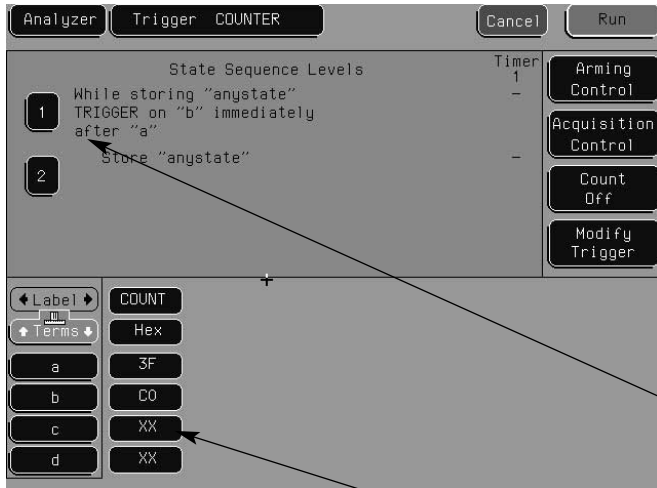 Analyzer Trigger COUNTER Cancel Run
State Sequence Levels Timer
1
1 While storing "anystate" -
TRIGGER on "b" immediately
after "a"
2 Store "anystate" -
Arming
Control
Acquisition
Control
Count
Off
Modify
Trigger
Label COUNT
Terms Hex
a 3F
b C0
c XX
d XX